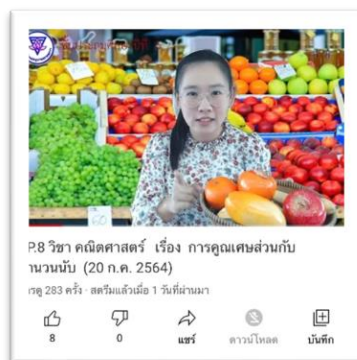 P.8 วิชา คณิตศาสตร์ เรื่อง การคูณเศษส่วนกับ
านวนนับ (20 ก.ค. 2564)
ารดู 283 ครั้ง · สตรีมแล้วเมื่อ 1 วันที่ผ่านมา
8
0
แชร์
ดาวน์โหลด
บันทึก